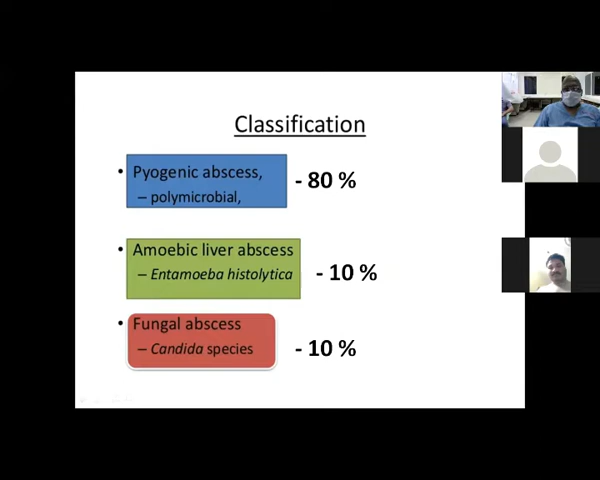 Classification
• Pyogenic abscess,
– polymicrobial,
- 80 %
• Amoebic liver abscess
– Entamoeba histolytica
- 10 %
• Fungal abscess
– Candida species
- 10 %